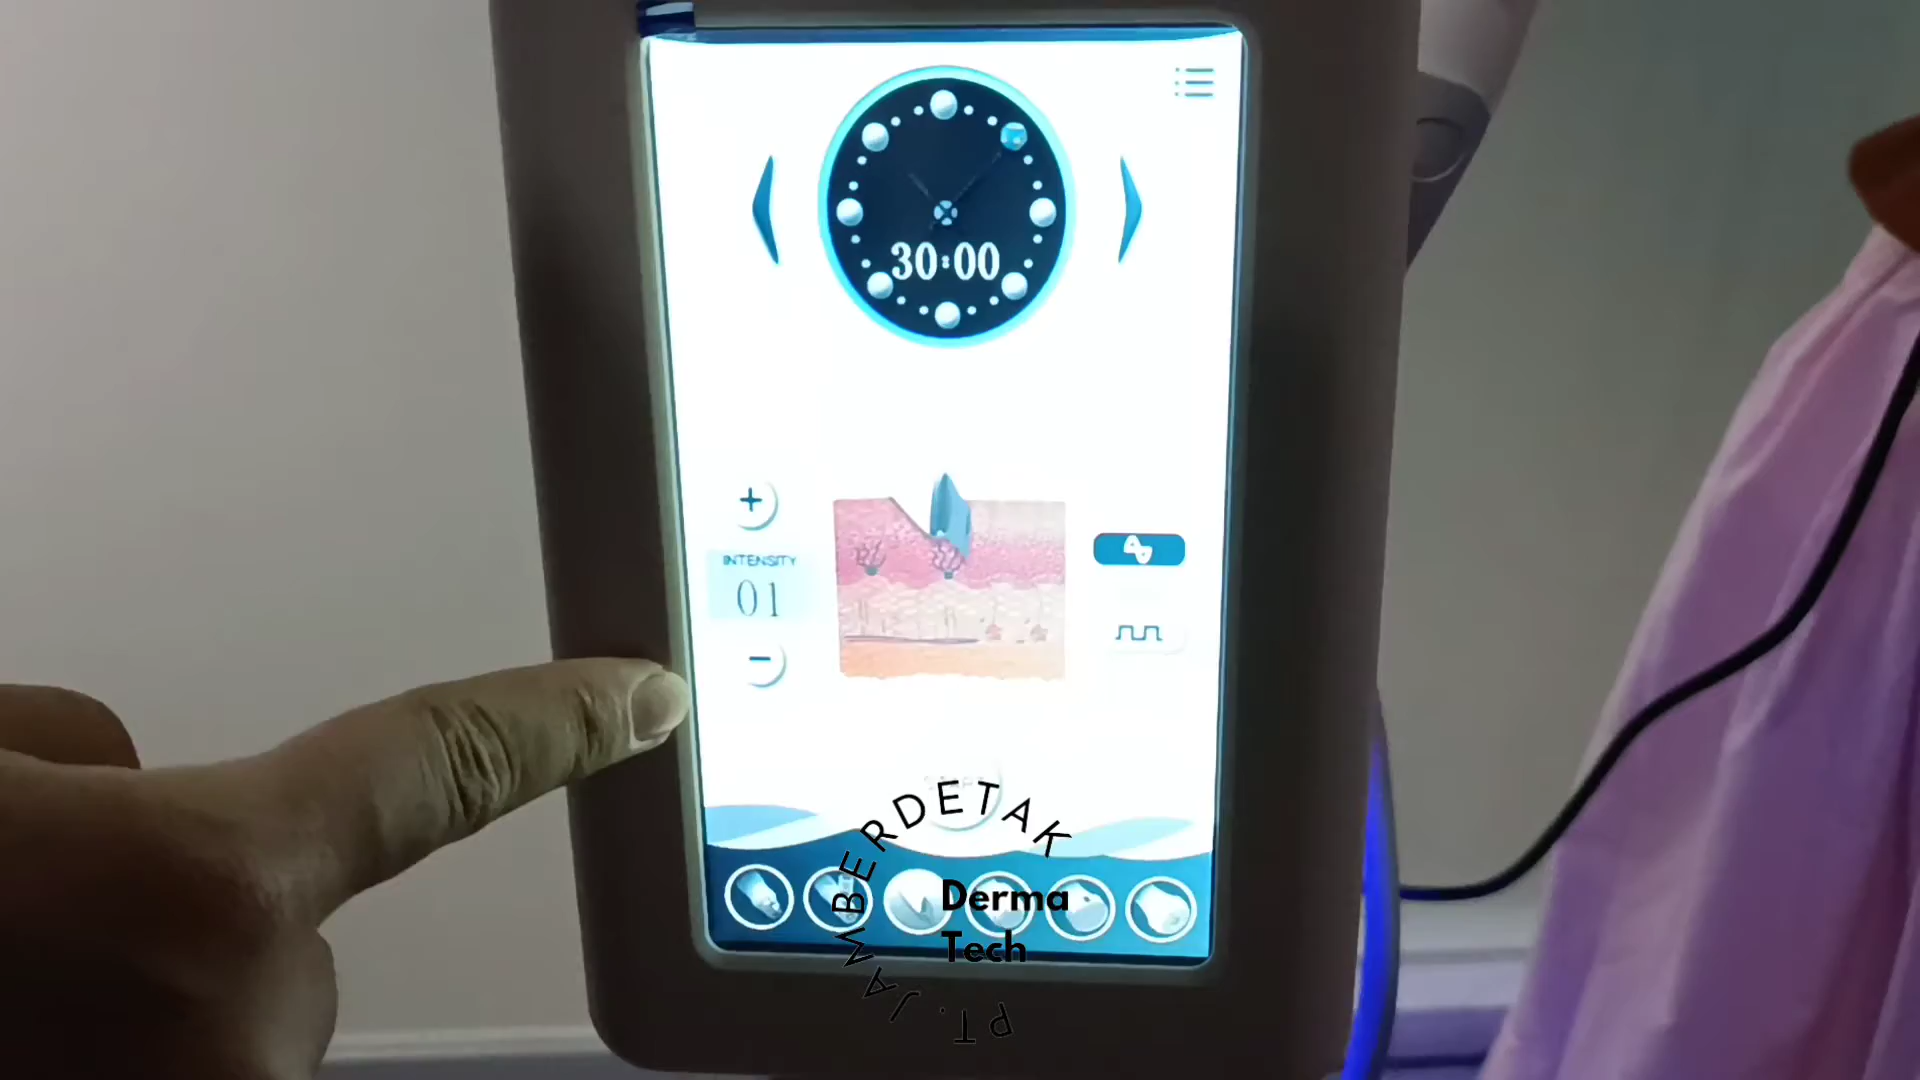 30:00
+
INTENSITY
01
−
PT. JAMBERDETAK
Derma
Tech